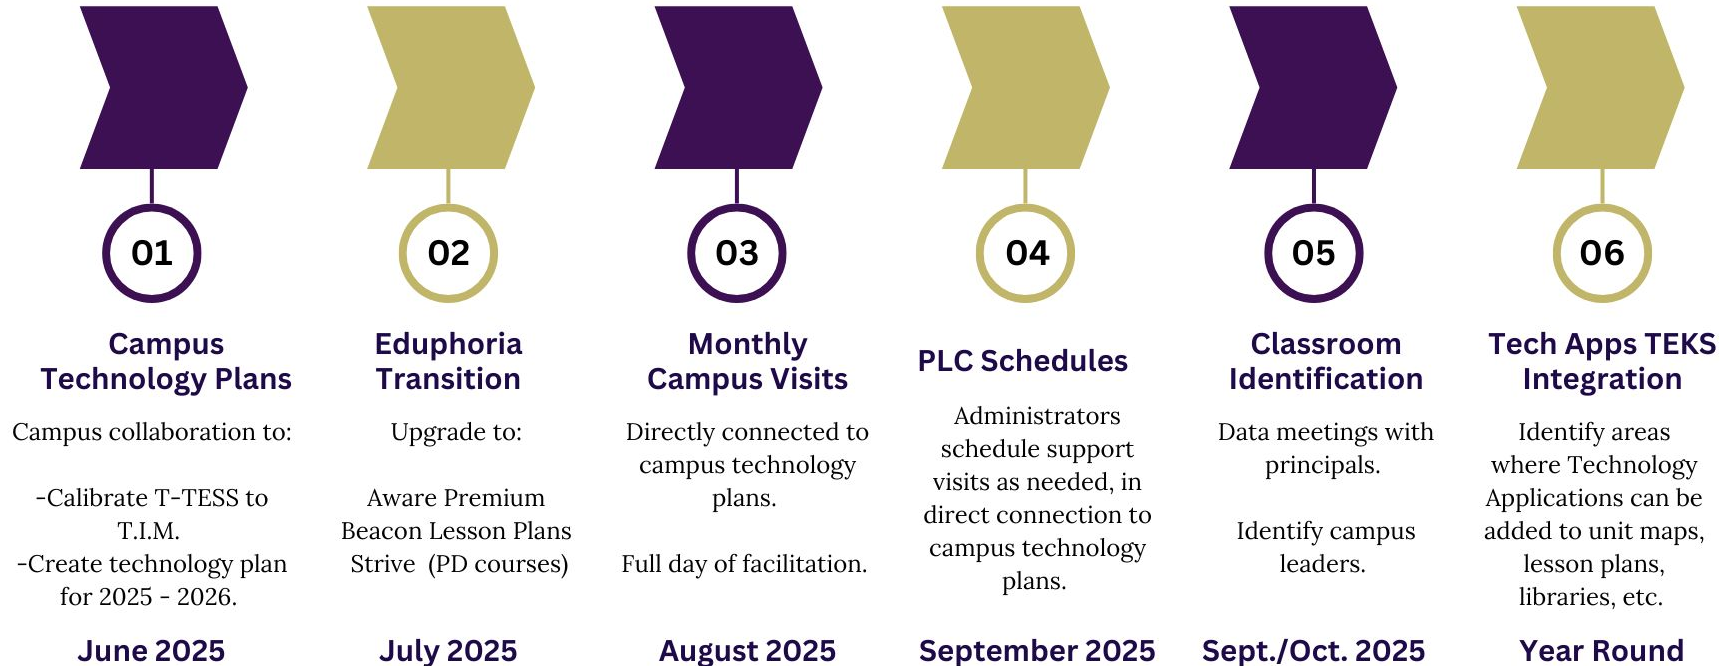 01
Campus
Technology Plans
Campus collaboration to:
-Calibrate T-TESS to
T.I.M.
-Create technology plan
for 2025 - 2026.
June 2025
02
Eduphoria
Transition
Upgrade to:
Aware Premium
Beacon Lesson Plans
Strive (PD courses)
July 2025
03
Monthly
Campus Visits
Directly connected to
campus technology
plans.
Full day of facilitation.
August 2025
04
PLC Schedules
Administrators
schedule support
visits as needed, in
direct connection to
campus technology
plans.
September 2025
05
Classroom
Identification
Data meetings with
principals.
Identify campus
leaders.
Sept./Oct. 2025
06
Tech Apps TEKS
Integration
Identify areas
where Technology
Applications can be
added to unit maps,
lesson plans,
libraries, etc.
Year Round